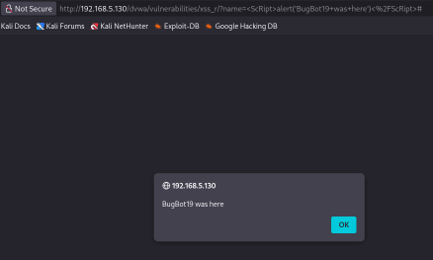 Not Secure http://192.168.5.130/dvwa/vulnerabilities/xss_r/?name=<ScRipt>alert('BugBot19+was+here')<%2FScRipt>#
Kali Docs Kali Forums Kali NetHunter Exploit-DB Google Hacking DB
192.168.5.130
BugBot19 was here
OK